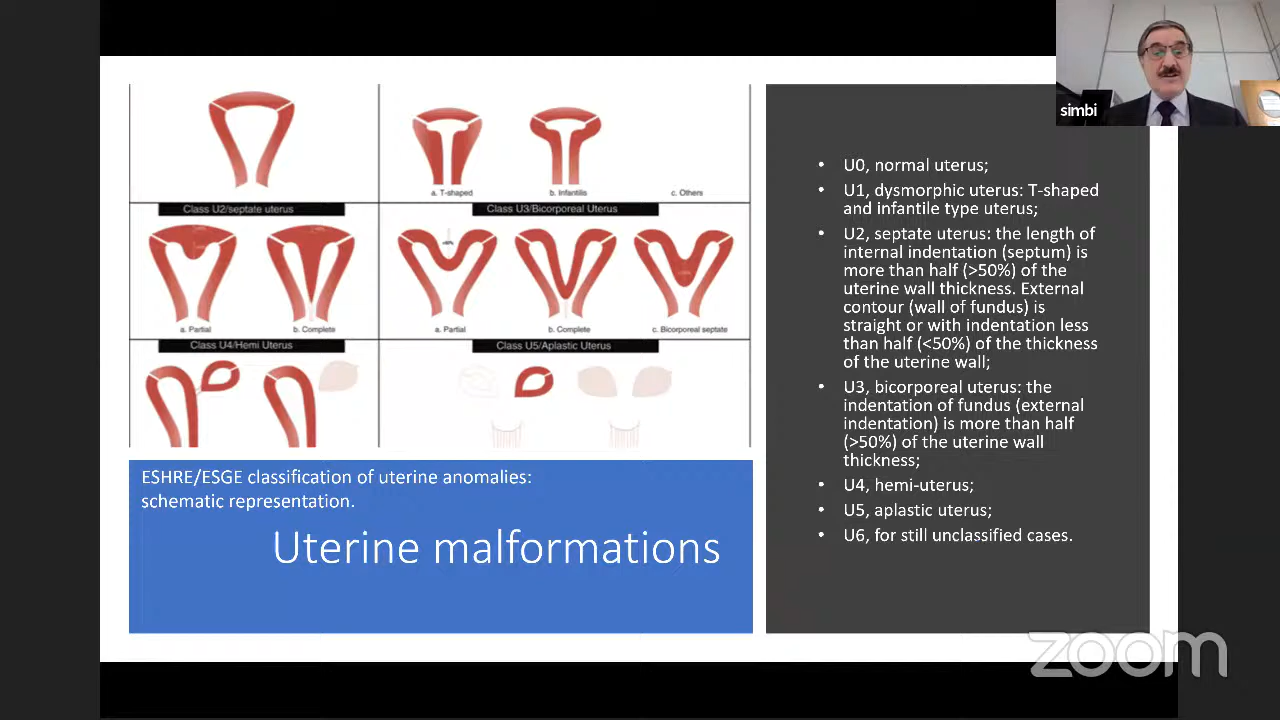 simbi
a. T-shaped
b. Infantilis
c. Others
Class U2/septate uterus
Class U3/Bicorporeal Uterus
a. Partial
b. Complete
a. Partial
b. Complete
c. Bicorporeal septate
Class U4/Hemi Uterus
Class U5/Aplastic Uterus
ESHRE/ESGE classification of uterine anomalies:
schematic representation.
Uterine malformations
• U0, normal uterus;
• U1, dysmorphic uterus: T-shaped
and infantile type uterus;
• U2, septate uterus: the length of
internal indentation (septum) is
more than half (>50%) of the
uterine wall thickness. External
contour (wall of fundus) is
straight or with indentation less
than half (<50%) of the thickness
of the uterine wall;
• U3, bicorporeal uterus: the
indentation of fundus (external
indentation) is more than half
(>50%) of the uterine wall
thickness;
• U4, hemi-uterus;
• U5, aplastic uterus;
• U6, for still unclassified cases.
zoom